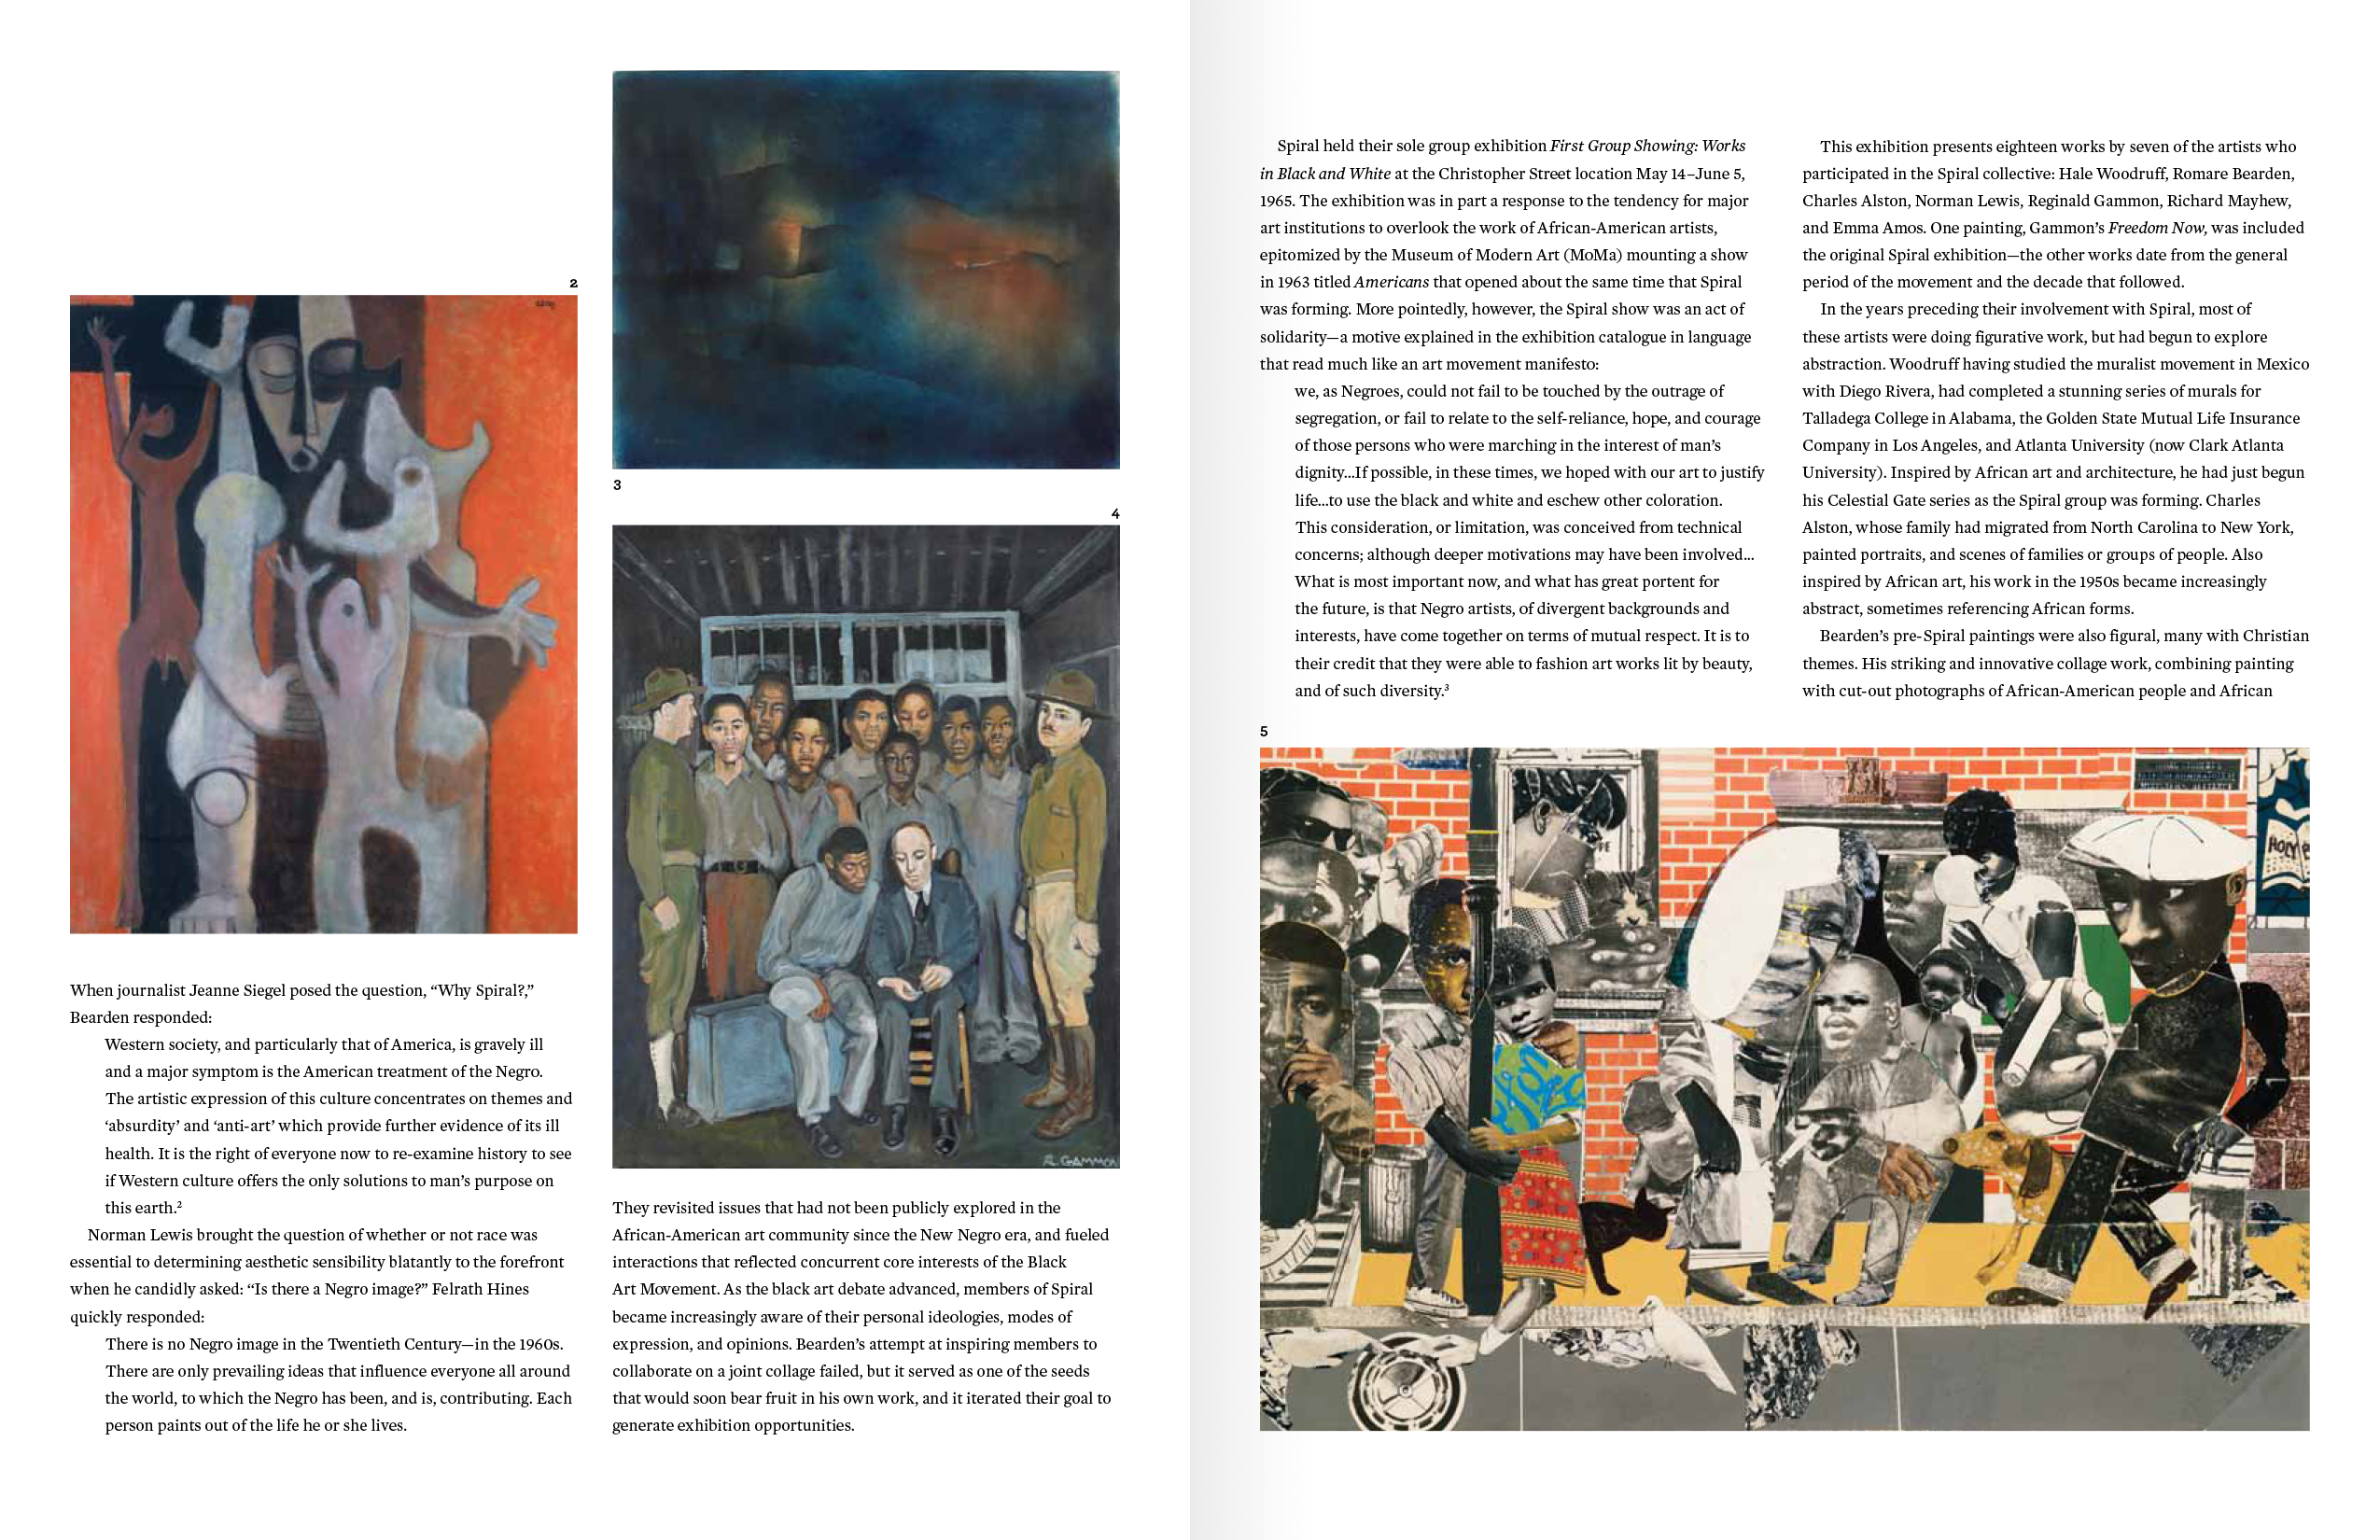 2
3
4
R. GAMMON
When journalist Jeanne Siegel posed the question, “Why Spiral?,”
Bearden responded:
Western society, and particularly that of America, is gravely ill
and a major symptom is the American treatment of the Negro.
The artistic expression of this culture concentrates on themes and
‘absurdity’ and ‘anti-art’ which provide further evidence of its ill
health. It is the right of everyone now to re-examine history to see
if Western culture offers the only solutions to man’s purpose on
this earth.²
Norman Lewis brought the question of whether or not race was
essential to determining aesthetic sensibility blatantly to the forefront
when he candidly asked: “Is there a Negro image?” Felrath Hines
quickly responded:
There is no Negro image in the Twentieth Century—in the 1960s.
There are only prevailing ideas that influence everyone all around
the world, to which the Negro has been, and is, contributing. Each
person paints out of the life he or she lives.
They revisited issues that had not been publicly explored in the
African-American art community since the New Negro era, and fueled
interactions that reflected concurrent core interests of the Black
Art Movement. As the black art debate advanced, members of Spiral
became increasingly aware of their personal ideologies, modes of
expression, and opinions. Bearden’s attempt at inspiring members to
collaborate on a joint collage failed, but it served as one of the seeds
that would soon bear fruit in his own work, and it iterated their goal to
generate exhibition opportunities.
Spiral held their sole group exhibition First Group Showing: Works
in Black and White at the Christopher Street location May 14–June 5,
1965. The exhibition was in part a response to the tendency for major
art institutions to overlook the work of African-American artists,
epitomized by the Museum of Modern Art (MoMa) mounting a show
in 1963 titled Americans that opened about the same time that Spiral
was forming. More pointedly, however, the Spiral show was an act of
solidarity—a motive explained in the exhibition catalogue in language
that read much like an art movement manifesto:
we, as Negroes, could not fail to be touched by the outrage of
segregation, or fail to relate to the self-reliance, hope, and courage
of those persons who were marching in the interest of man’s
dignity...If possible, in these times, we hoped with our art to justify
life...to use the black and white and eschew other coloration.
This consideration, or limitation, was conceived from technical
concerns; although deeper motivations may have been involved...
What is most important now, and what has great portent for
the future, is that Negro artists, of divergent backgrounds and
interests, have come together on terms of mutual respect. It is to
their credit that they were able to fashion art works lit by beauty,
and of such diversity.³
This exhibition presents eighteen works by seven of the artists who
participated in the Spiral collective: Hale Woodruff, Romare Bearden,
Charles Alston, Norman Lewis, Reginald Gammon, Richard Mayhew,
and Emma Amos. One painting, Gammon’s Freedom Now, was included
the original Spiral exhibition—the other works date from the general
period of the movement and the decade that followed.
In the years preceding their involvement with Spiral, most of
these artists were doing figurative work, but had begun to explore
abstraction. Woodruff having studied the muralist movement in Mexico
with Diego Rivera, had completed a stunning series of murals for
Talladega College in Alabama, the Golden State Mutual Life Insurance
Company in Los Angeles, and Atlanta University (now Clark Atlanta
University). Inspired by African art and architecture, he had just begun
his Celestial Gate series as the Spiral group was forming. Charles
Alston, whose family had migrated from North Carolina to New York,
painted portraits, and scenes of families or groups of people. Also
inspired by African art, his work in the 1950s became increasingly
abstract, sometimes referencing African forms.
Bearden’s pre-Spiral paintings were also figural, many with Christian
themes. His striking and innovative collage work, combining painting
with cut-out photographs of African-American people and African
5
HOLY